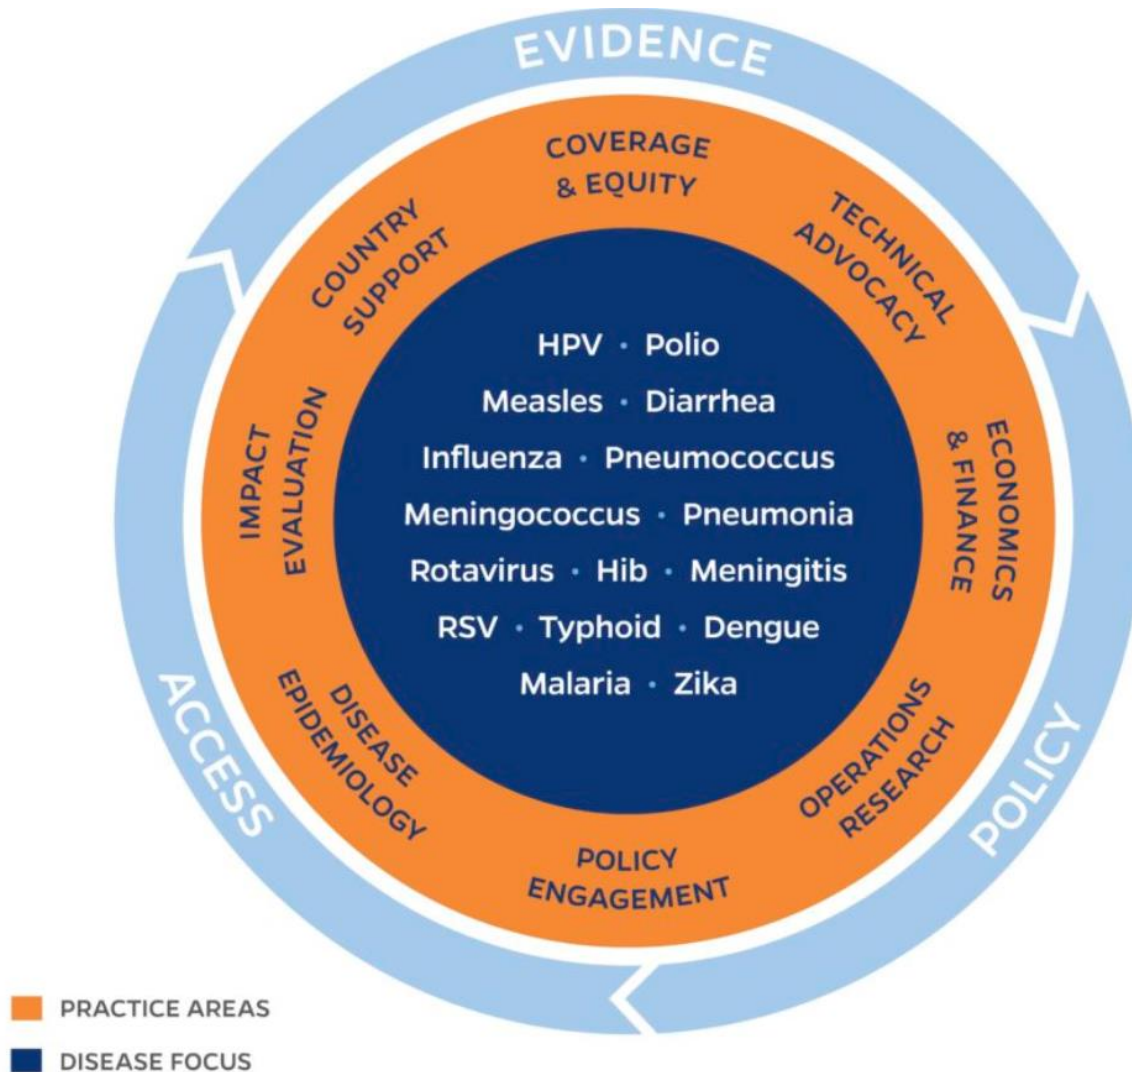 EVIDENCE
COVERAGE
& EQUITY
TECHNICAL
ADVOCACY
ECONOMICS
& FINANCE
OPERATIONS
RESEARCH
POLICY
ENGAGEMENT
DISEASE
EPIDEMIOLOGY
IMPACT
EVALUATION
COUNTRY
SUPPORT
HPV • Polio
Measles • Diarrhea
Influenza • Pneumococcus
Meningococcus • Pneumonia
Rotavirus • Hib • Meningitis
RSV • Typhoid • Dengue
Malaria • Zika
POLICY
ACCESS
PRACTICE AREAS
DISEASE FOCUS